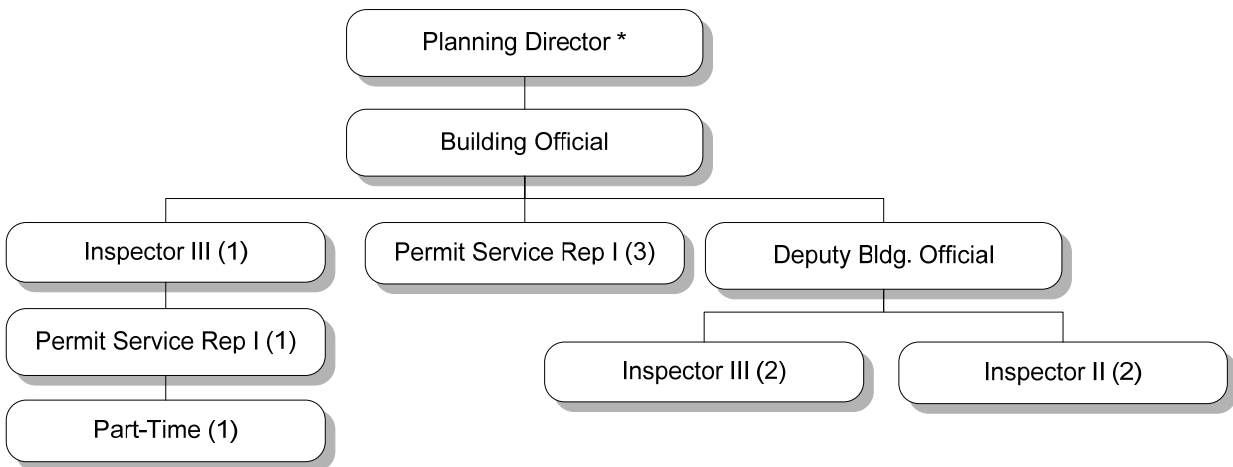 Planning Director *
Building Official
Inspector III (1)
Permit Service Rep I (3)
Deputy Bldg. Official
Permit Service Rep I (1)
Inspector III (2)
Inspector II (2)
Part-Time (1)